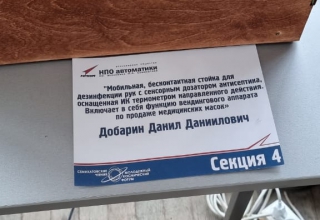 НПО автоматики
"Мобильная, бесконтактная стойка для
дезинфекции рук с сенсорным дозатором антисептика,
оснащенная ИК термометром направленного действия.
Включает в себя функцию вендингового аппарата
по продаже медицинских масок"
Добарин Данил Даниилович
Секция 4